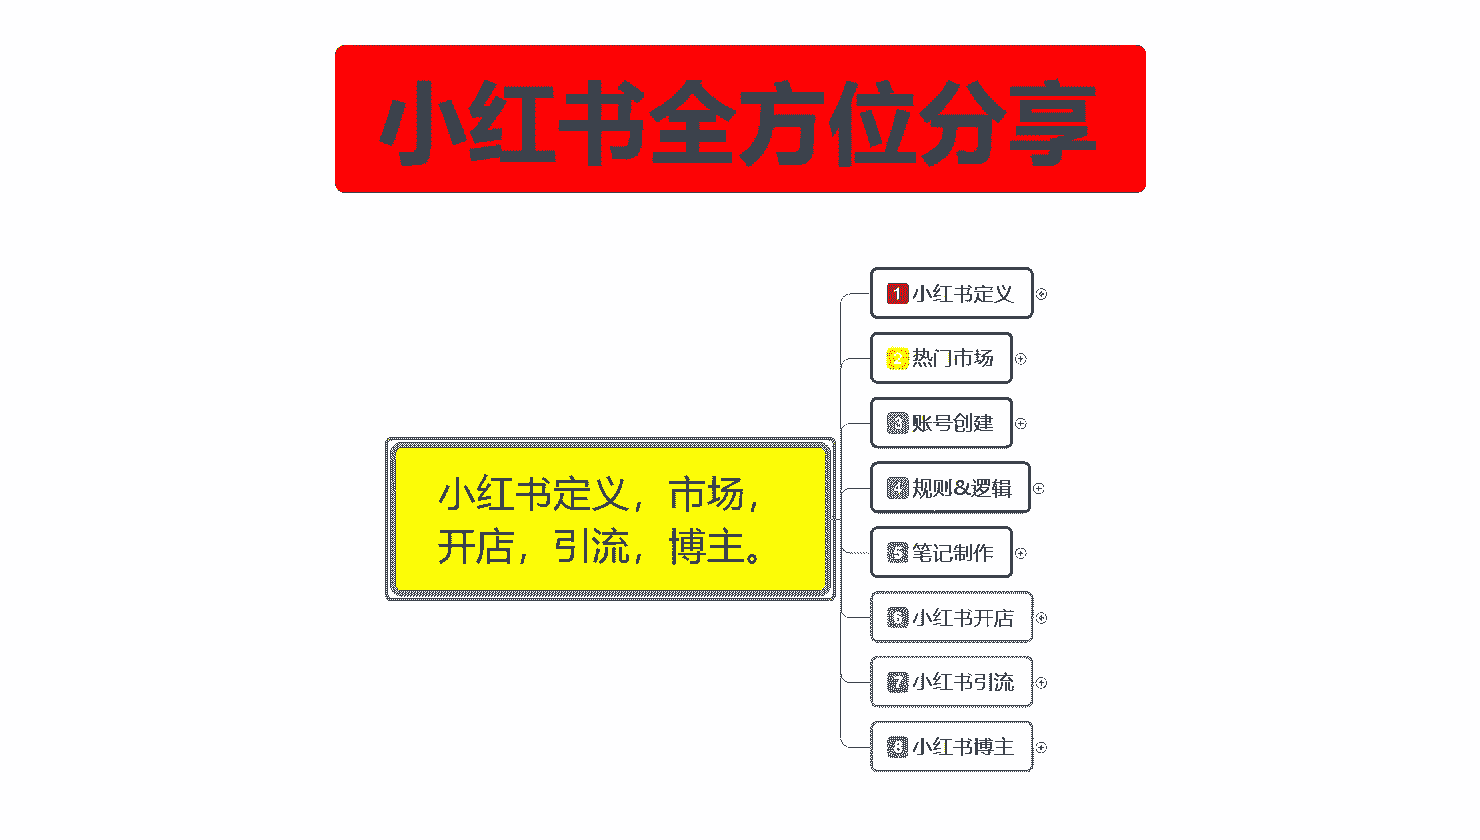 小红书全方位分享
1 小红书定义
2 热门市场
3 账号创建
4 规则&逻辑
小红书定义，市场，
开店，引流，博主。
5 笔记制作
6 小红书开店
7 小红书引流
8 小红书博主